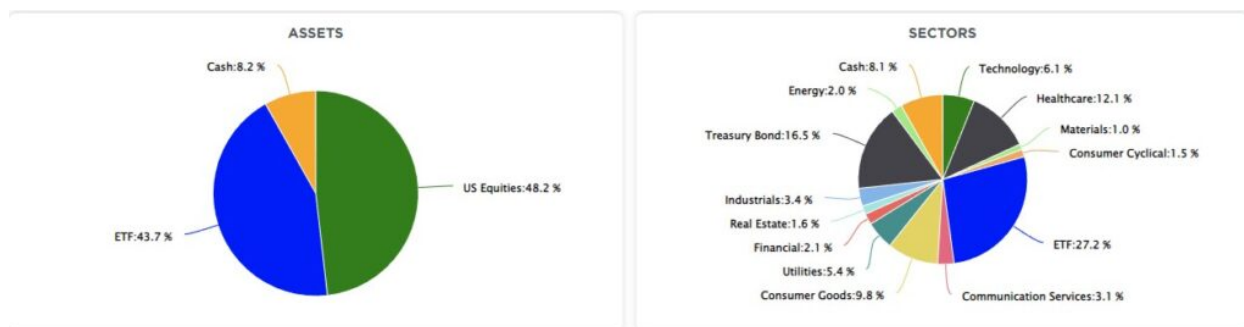 ASSETS
Cash:8.2 %
US Equities:48.2 %
ETF:43.7 %
SECTORS
Cash:8.1 %
Technology:6.1 %
Energy:2.0 %
Healthcare:12.1 %
Materials:1.0 %
Treasury Bond:16.5 %
Consumer Cyclical:1.5 %
Industrials:3.4 %
Real Estate:1.6 %
Financial:2.1 %
ETF:27.2 %
Utilities:5.4 %
Consumer Goods:9.8 %
Communication Services:3.1 %